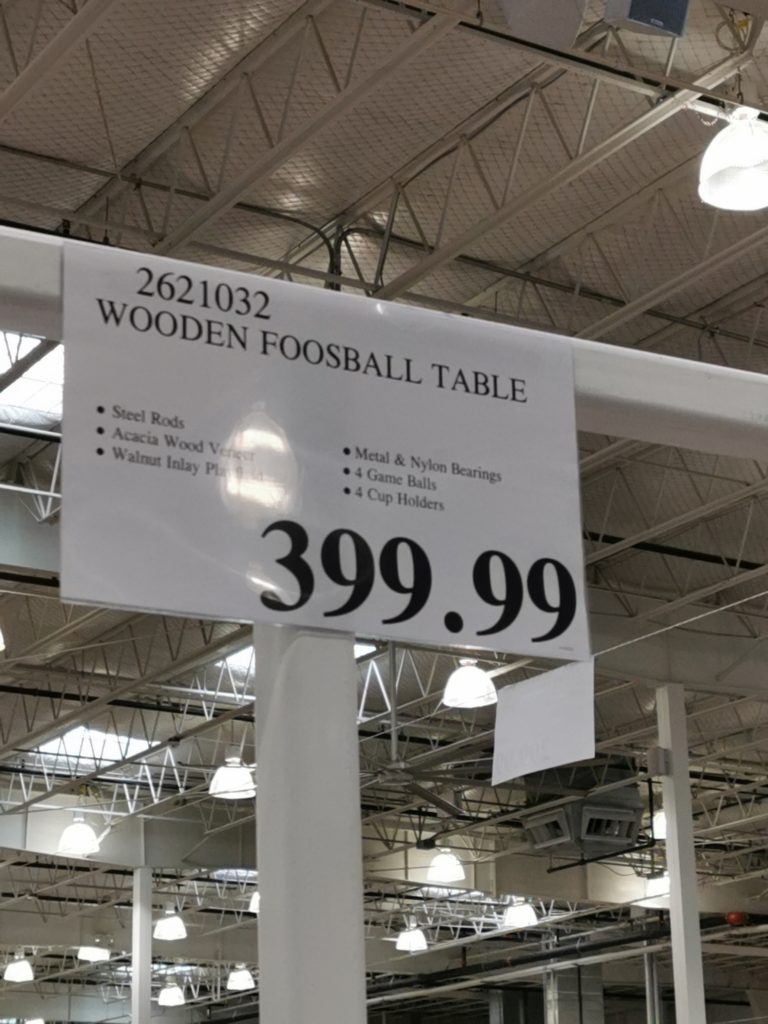 2621032
WOODEN FOOSBALL TABLE
• Steel Rods
• Acacia Wood Veneer
• Walnut Inlay
• Metal & Nylon Bearings
• 4 Game Balls
• 4 Cup Holders
399.99